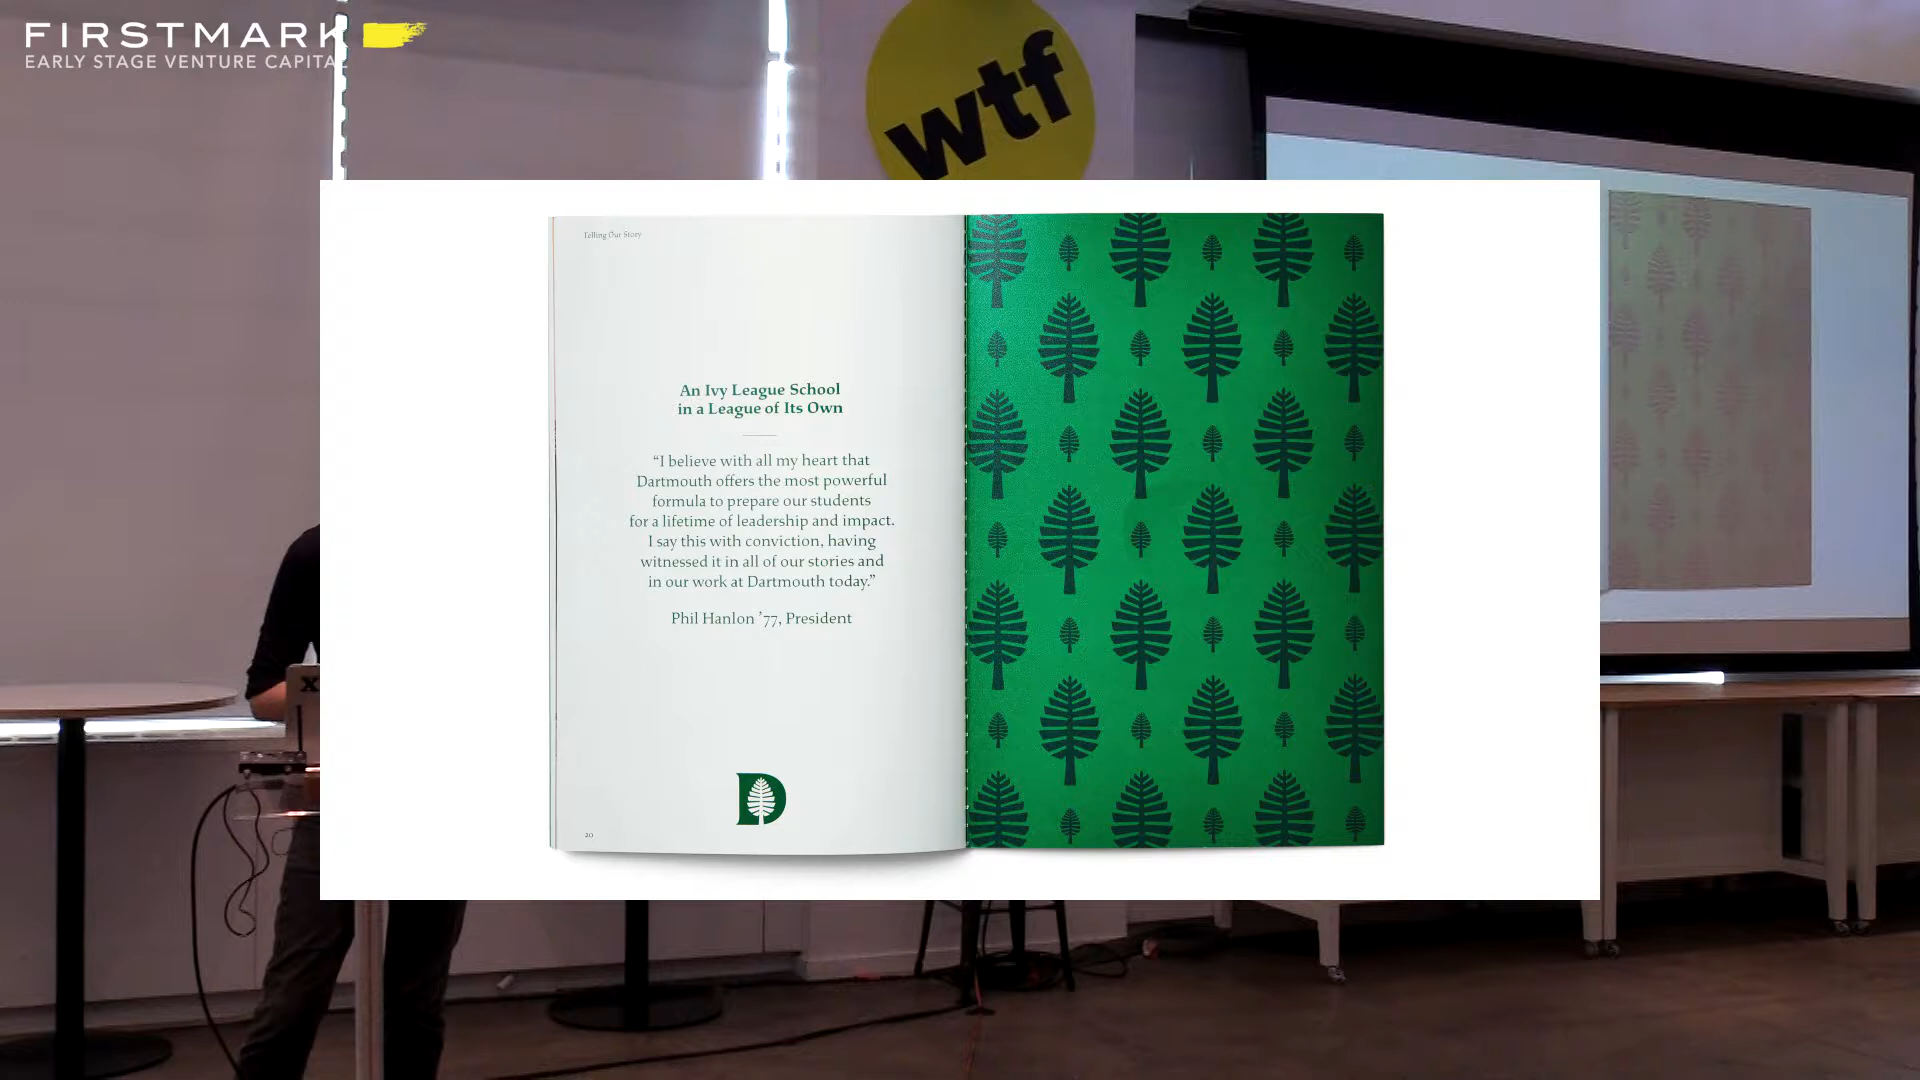 FIRSTMARK
EARLY STAGE VENTURE CAPITAL
wtf
Telling Our Story
An Ivy League School
in a League of Its Own
“I believe with all my heart that
Dartmouth offers the most powerful
formula to prepare our students
for a lifetime of leadership and impact.
I say this with conviction, having
witnessed it in all of our stories and
in our work at Dartmouth today.”
Phil Hanlon ’77, President
D
20
X